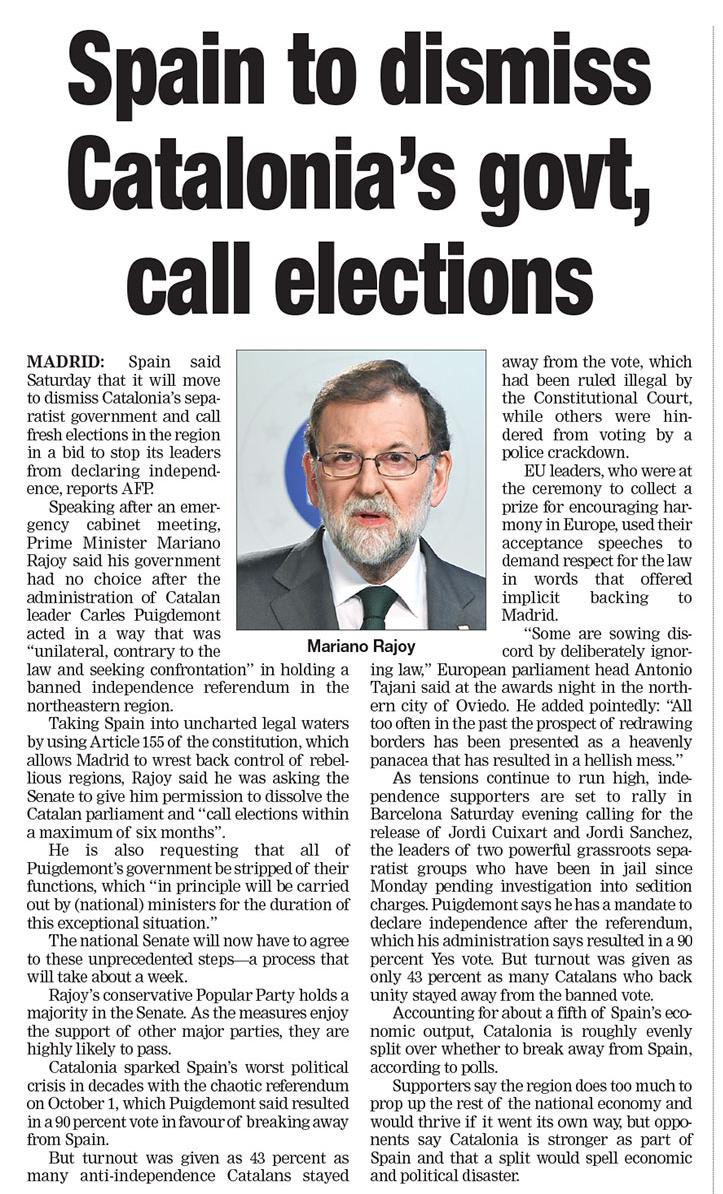 Spain to dismiss
Catalonia's govt,
call elections
MADRID: Spain said
Saturday that it will move
to dismiss Catalonia's sepa-
ratist government and call
fresh elections in the region
in a bid to stop its leaders
from declaring independ-
ence, reports AFP.
Speaking after an emer-
gency cabinet meeting,
Prime Minister Mariano
Rajoy said his government
had no choice after the
administration of Catalan
leader Carles Puigdemont
acted in a way that was
“unilateral, contrary to the
law and seeking confrontation” in holding a
banned independence referendum in the
northeastern region.
Taking Spain into uncharted legal waters
by using Article 155 of the constitution, which
allows Madrid to wrest back control of rebel-
lious regions, Rajoy said he was asking the
Senate to give him permission to dissolve the
Catalan parliament and “call elections within
a maximum of six months”.
He is also requesting that all of
Puigdemont's government be stripped of their
functions, which “in principle will be carried
out by (national) ministers for the duration of
this exceptional situation.”
The national Senate will now have to agree
to these unprecedented steps—a process that
will take about a week.
Rajoy's conservative Popular Party holds a
majority in the Senate. As the measures enjoy
the support of other major parties, they are
highly likely to pass.
Catalonia sparked Spain's worst political
crisis in decades with the chaotic referendum
on October 1, which Puigdemont said resulted
in a 90 percent vote in favour of breaking away
from Spain.
But turnout was given as 43 percent as
many anti-independence Catalans stayed
Mariano Rajoy
away from the vote, which
had been ruled illegal by
the Constitutional Court,
while others were hin-
dered from voting by a
police crackdown.
EU leaders, who were at
the ceremony to collect a
prize for encouraging har-
mony in Europe, used their
acceptance speeches to
demand respect for the law
in words that offered
implicit backing to
Madrid.
“Some are sowing dis-
cord by deliberately ignor-
ing law,” European parliament head Antonio
Tajani said at the awards night in the north-
ern city of Oviedo. He added pointedly: “All
too often in the past the prospect of redrawing
borders has been presented as a heavenly
panacea that has resulted in a hellish mess.”
As tensions continue to run high, inde-
pendence supporters are set to rally in
Barcelona Saturday evening calling for the
release of Jordi Cuixart and Jordi Sanchez,
the leaders of two powerful grassroots sepa-
ratist groups who have been in jail since
Monday pending investigation into sedition
charges. Puigdemont says he has a mandate to
declare independence after the referendum,
which his administration says resulted in a 90
percent Yes vote. But turnout was given as
only 43 percent as many Catalans who back
unity stayed away from the banned vote.
Accounting for about a fifth of Spain's eco-
nomic output, Catalonia is roughly evenly
split over whether to break away from Spain,
according to polls.
Supporters say the region does too much to
prop up the rest of the national economy and
would thrive if it went its own way, but oppo-
nents say Catalonia is stronger as part of
Spain and that a split would spell economic
and political disaster.